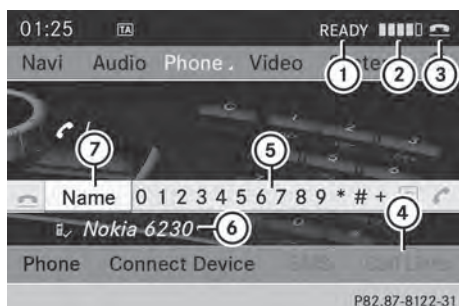 01:25 TA READY
Navi Audio Phone Video
1 2 3
7 5
Name 0 1 2 3 4 5 6 7 8 9 * # +
4
Nokia 6230 6
Phone Connect Device
P82.87-8122-31